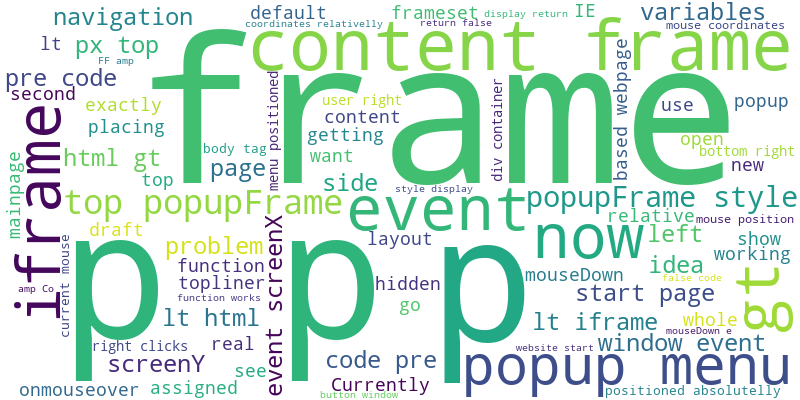 navigation
default
frameset
display return
IE
variables
coordinates relativelly
return false
mouse coordinates
lt
px top
FF amp
content frame
pre code
second
frame
exactly
placing
user right
content
getting
want
menu positioned
div container
based webpage
use
popup
open
bottom right
new
iframe
mainpage
html gt
body tag
top
page
side
style display
top popupFrame
event
popupFrame style
relative
mouse position
draft
problem
p p p
layout
now
left
show
working
current mouse
function
topliner
function works
amp Co
event screenX
hidden
go
mouseDown
idea
false code
gt
start page
lt html
right clicks
real
screenY
see
code pre
lt iframe
whole
mouseDown e
window event
website start
popup menu
onmouseover
assigned
Currently
button window
positioned absolutelly